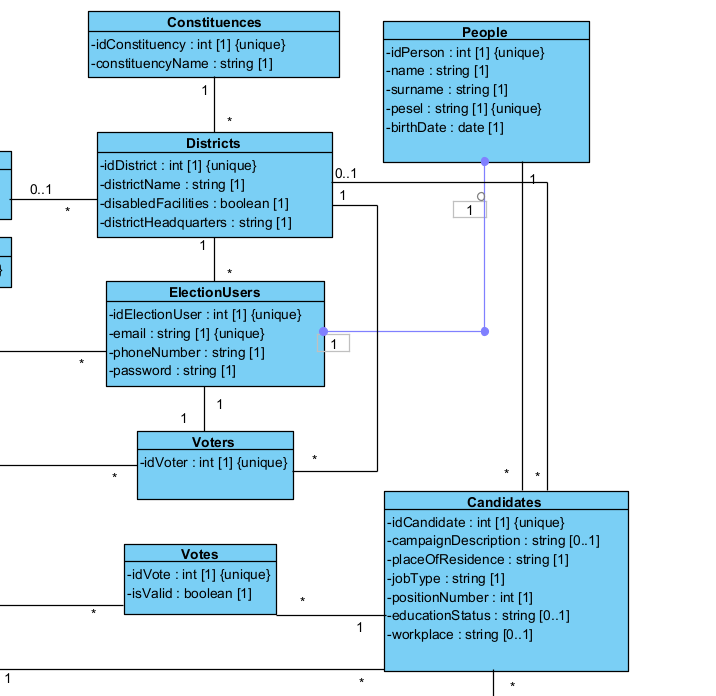 Constituences
-idConstituency : int [1] {unique}
-constituencyName : string [1]
People
-idPerson : int [1] {unique}
-name : string [1]
-surname : string [1]
-pesel : string [1] {unique}
-birthDate : date [1]
1
*
Districts
-idDistrict : int [1] {unique}
-districtName : string [1]
-disabledFacilities : boolean [1]
-districtHeadquarters : string [1]
0..1
*
0..1
1
1
1
1
*
ElectionUsers
-idElectionUser : int [1] {unique}
-email : string [1] {unique}
-phoneNumber : string [1]
-password : string [1]
}
1
*
1
1
Voters
-idVoter : int [1] {unique}
*
*
*
*
Candidates
-idCandidate : int [1] {unique}
-campaignDescription : string [0..1]
-placeOfResidence : string [1]
-jobType : string [1]
-positionNumber : int [1]
-educationStatus : string [0..1]
-workplace : string [0..1]
Votes
-idVote : int [1] {unique}
-isValid : boolean [1]
*
*
1
1
*
*